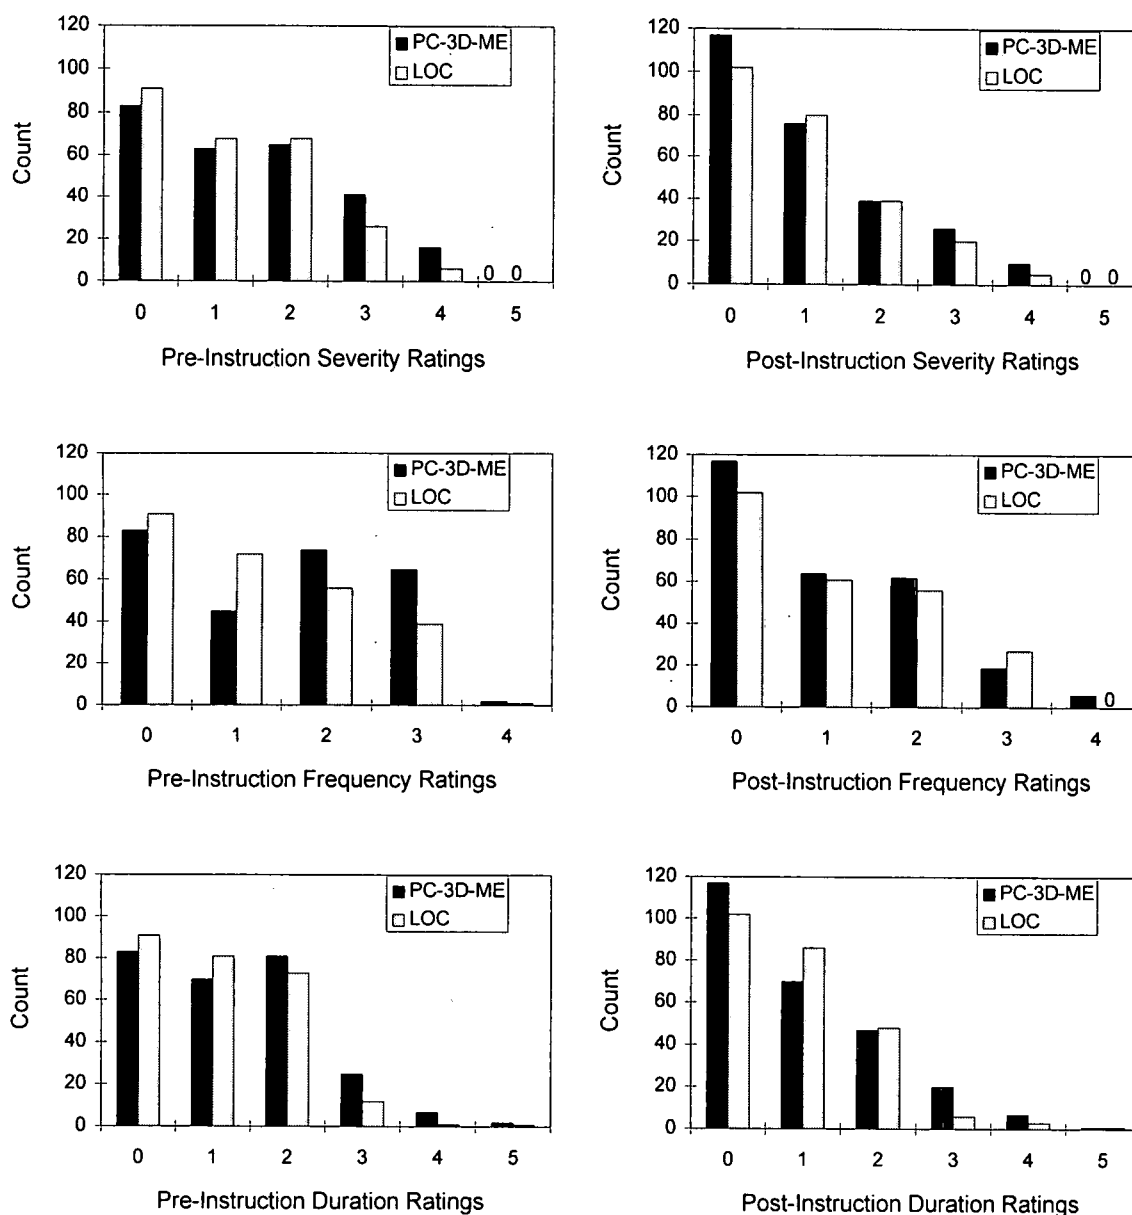 120
100
80
60
40
20
0
Count
PC-3D-ME
LOC
0 0
0 1 2 3 4 5
Pre-Instruction Severity Ratings
120
100
80
60
40
20
0
Count
PC-3D-ME
LOC
0 0
0 1 2 3 4 5
Post-Instruction Severity Ratings
120
100
80
60
40
20
0
Count
PC-3D-ME
LOC
0 1 2 3 4
Pre-Instruction Frequency Ratings
120
100
80
60
40
20
0
Count
PC-3D-ME
LOC
0
0 1 2 3 4
Post-Instruction Frequency Ratings
120
100
80
60
40
20
0
Count
PC-3D-ME
LOC
0 1 2 3 4 5
Pre-Instruction Duration Ratings
120
100
80
60
40
20
0
Count
PC-3D-ME
LOC
0 1 2 3 4 5
Post-Instruction Duration Ratings